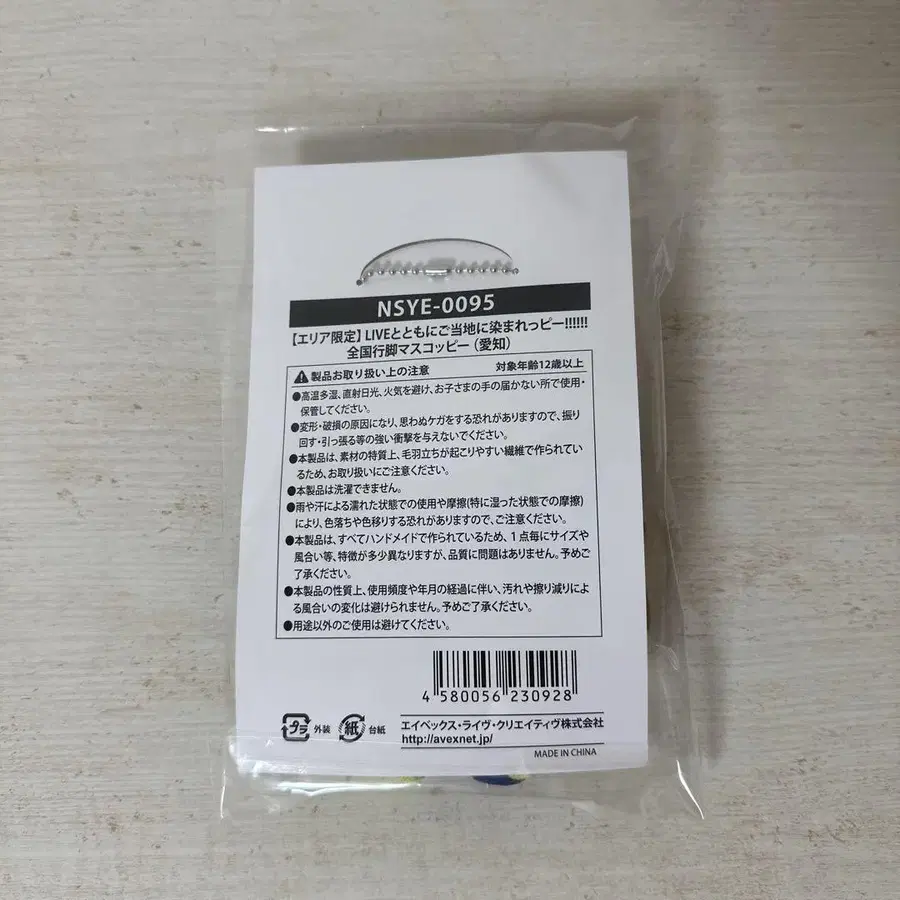 NSYE-0095
【エリア限定】LIVEとともにご当地に染まれっピー!!!!!!
全国行脚マスコッピー（愛知）
製品お取り扱い上の注意 対象年齢12歳以上
●高温多湿、直射日光、火気を避け、お子さまの手の届かない所で使用・
保管してください。
●変形・破損の原因になり、思わぬケガをする恐れがありますので、振り
回す・引っ張る等の強い衝撃を与えないでください。
●本製品は、素材の特質上、毛羽立ちが起こりやすい繊維で作られてい
るため、お取り扱いにご注意ください。
●本製品は洗濯できません。
●雨や汗による濡れた状態での使用や摩擦(特に湿った状態での摩擦)
により、色落ちや色移りする恐れがありますので、ご注意ください。
●本製品は、すべてハンドメイドで作られているため、1点毎にサイズや
風合い等、特徴が多少異なりますが、品質に問題はありません。予めご
了承ください。
●本製品の性質上、使用頻度や年月の経過に伴い、汚れや擦り減りによ
る風合いの変化は避けられません。予めご了承ください。
●用途以外のご使用は避けてください。
4 580056 230928
プラ 外装 紙 台紙
エイベックス・ライヴ・クリエイティヴ株式会社
http://avexnet.jp/
MADE IN CHINA